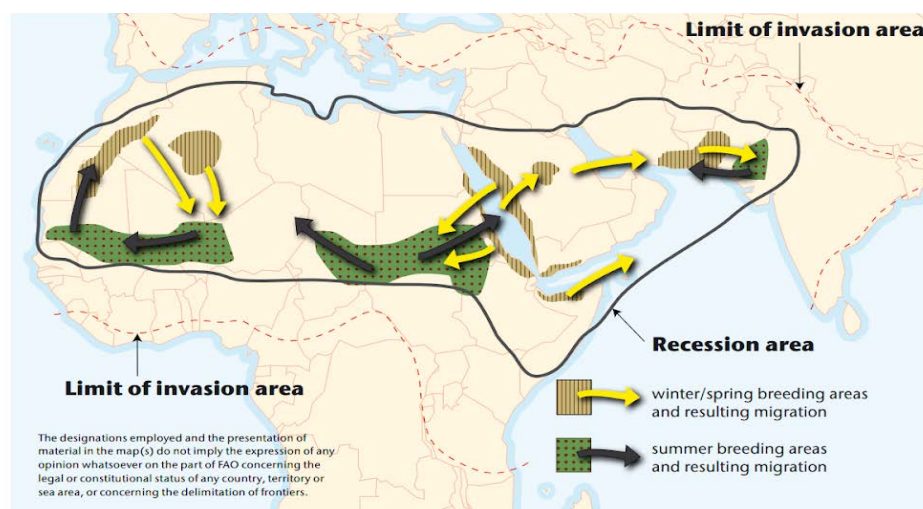 Limit of invasion area
Recession area
Limit of invasion area
winter/spring breeding areas
and resulting migration
summer breeding areas
and resulting migration
The designations employed and the presentation of
material in the map(s) do not imply the expression of any
opinion whatsoever on the part of FAO concerning the
legal or constitutional status of any country, territory or
sea area, or concerning the delimitation of frontiers.